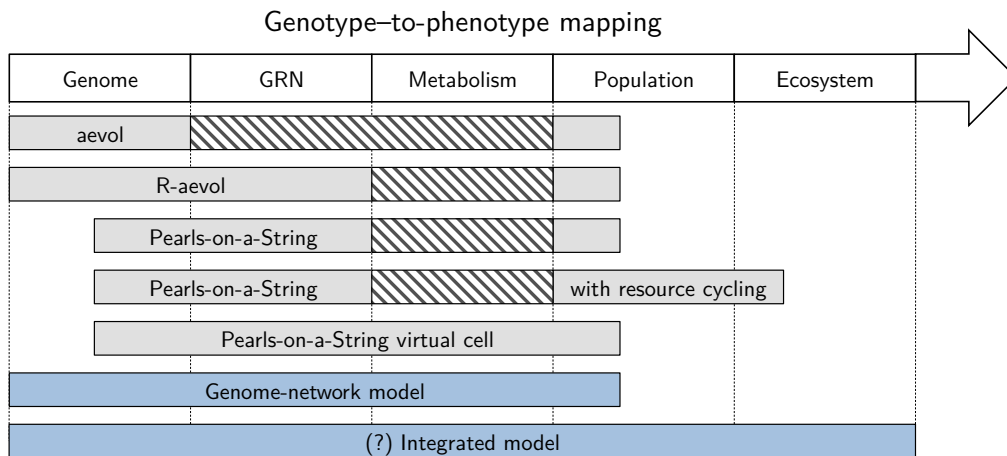 Genotype–to–phenotype mapping
Genome GRN Metabolism Population Ecosystem
aevol
R-aevol
Pearls-on-a-String
Pearls-on-a-String with resource cycling
Pearls-on-a-String virtual cell
Genome-network model
(?) Integrated model